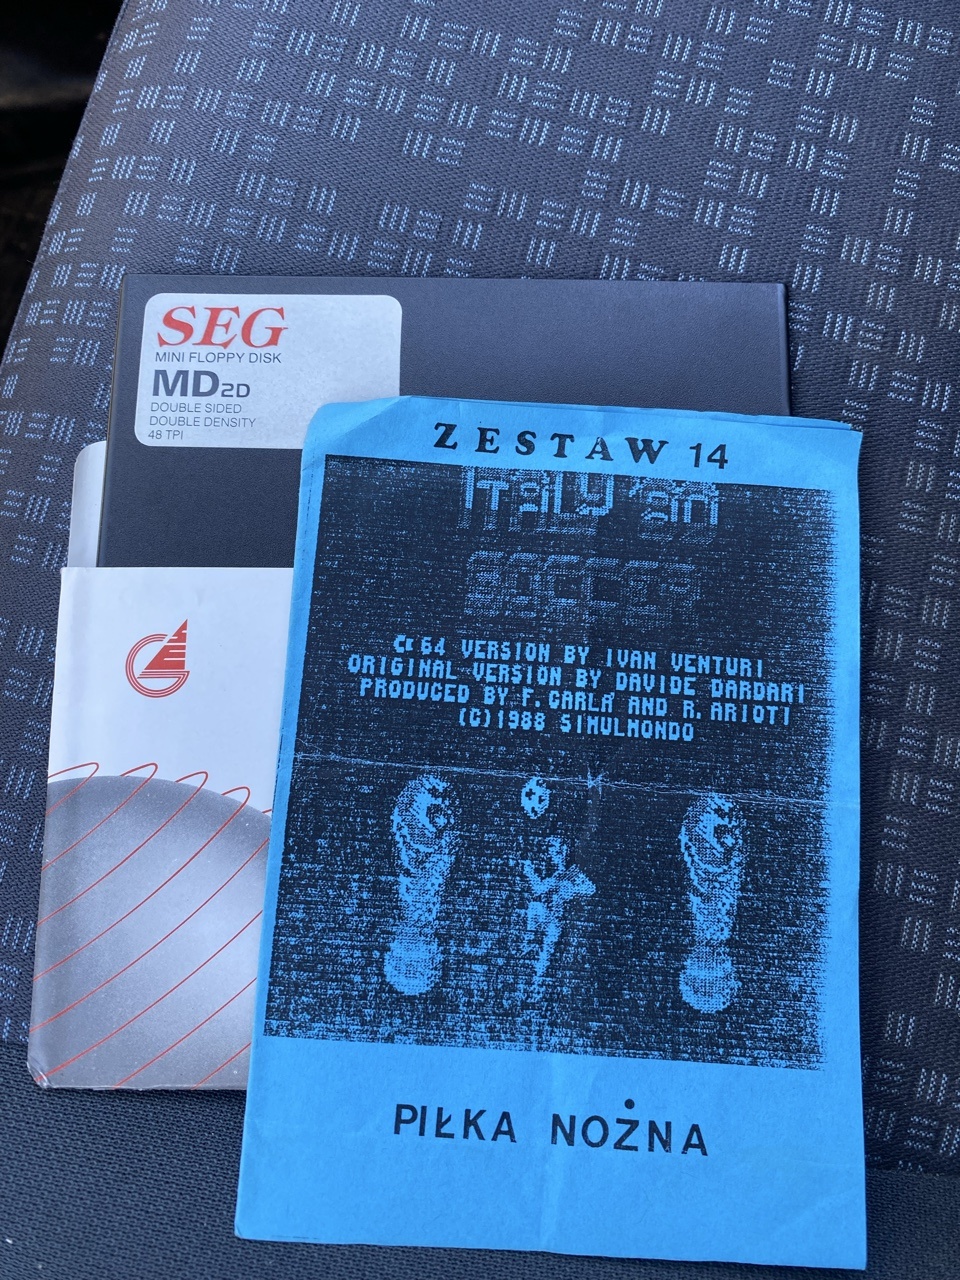 SEG
MINI FLOPPY DISK
MD2D
DOUBLE SIDED
DOUBLE DENSITY
48 TPI
ZESTAW 14
ITALY '90
SOCCER
C= 64 VERSION BY IVAN VENTURI
ORIGINAL VERSION BY DAVIDE DARDARI
PRODUCED BY F. CARLA' AND R. ARIOTI
(C)1988 SIMULMONDO
PIŁKA NOŻNA